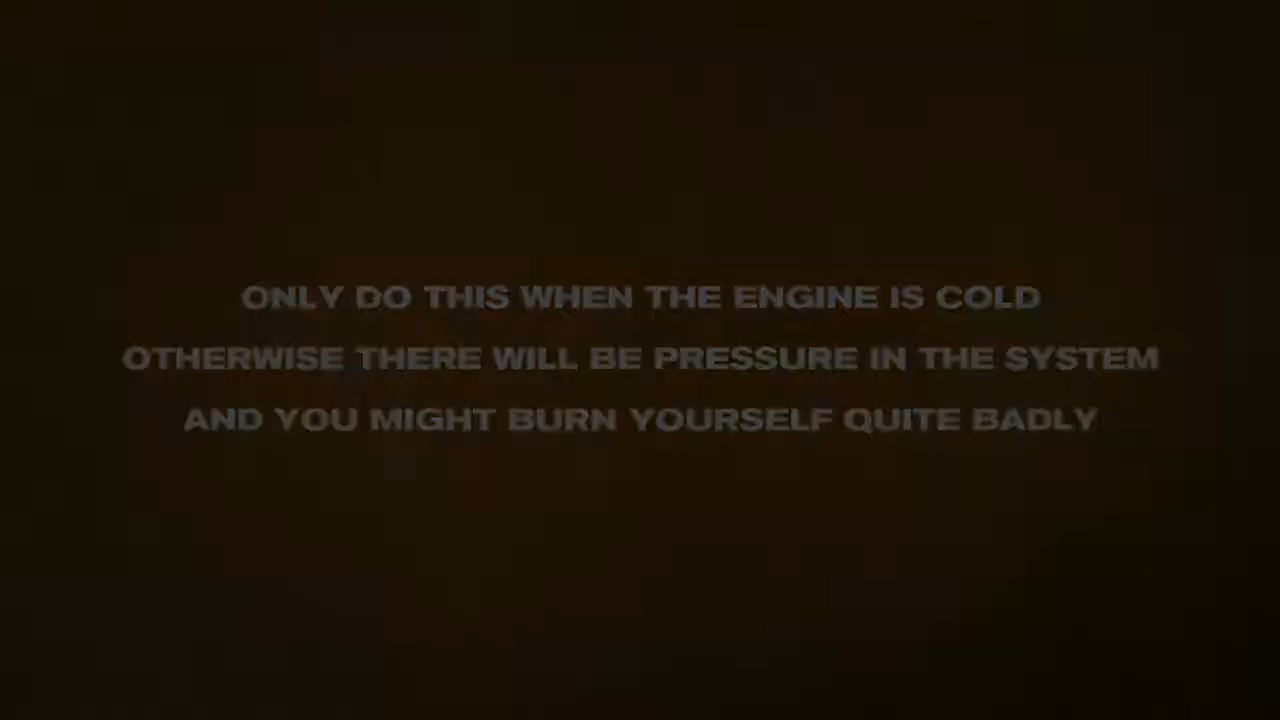 ONLY DO THIS WHEN THE ENGINE IS COLD
OTHERWISE THERE WILL BE PRESSURE IN THE SYSTEM
AND YOU MIGHT BURN YOURSELF QUITE BADLY